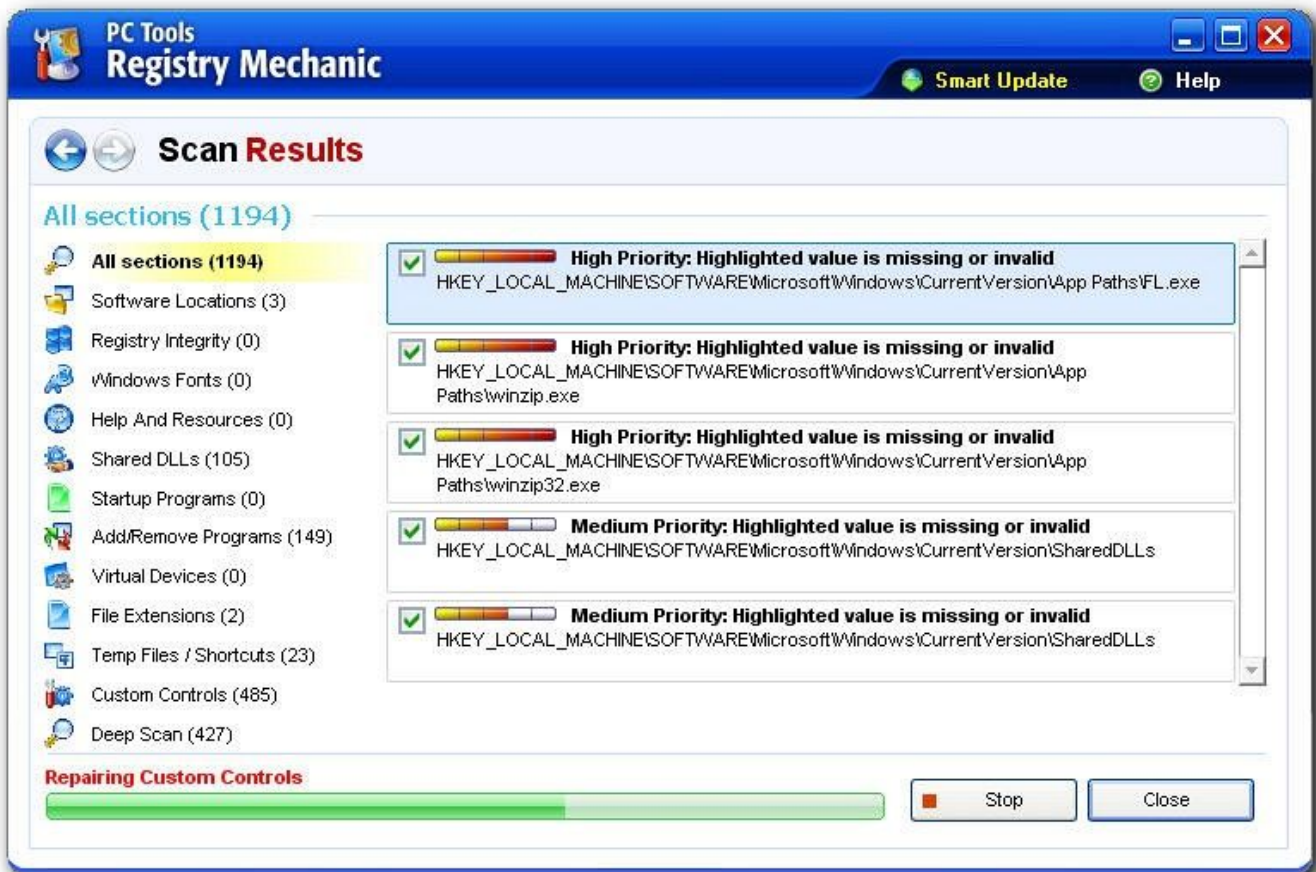 PC Tools
Registry Mechanic
Smart Update
Help
Scan Results
All sections (1194)
All sections (1194)
Software Locations (3)
Registry Integrity (0)
Windows Fonts (0)
Help And Resources (0)
Shared DLLs (105)
Startup Programs (0)
Add/Remove Programs (149)
Virtual Devices (0)
File Extensions (2)
Temp Files / Shortcuts (23)
Custom Controls (485)
Deep Scan (427)
High Priority: Highlighted value is missing or invalid
HKEY_LOCAL_MACHINE\SOFTWARE\Microsoft\Windows\CurrentVersion\App Paths\FL.exe
High Priority: Highlighted value is missing or invalid
HKEY_LOCAL_MACHINE\SOFTWARE\Microsoft\Windows\CurrentVersion\App
Paths\winzip.exe
High Priority: Highlighted value is missing or invalid
HKEY_LOCAL_MACHINE\SOFTWARE\Microsoft\Windows\CurrentVersion\App
Paths\winzip32.exe
Medium Priority: Highlighted value is missing or invalid
HKEY_LOCAL_MACHINE\SOFTWARE\Microsoft\Windows\CurrentVersion\SharedDLLs
Medium Priority: Highlighted value is missing or invalid
HKEY_LOCAL_MACHINE\SOFTWARE\Microsoft\Windows\CurrentVersion\SharedDLLs
Repairing Custom Controls
Stop
Close